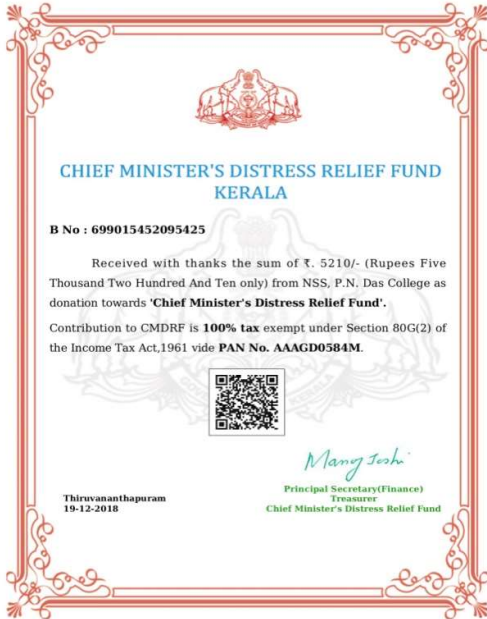 CHIEF MINISTER'S DISTRESS RELIEF FUND
KERALA
B No : 699015452095425
Received with thanks the sum of ₹. 5210/- (Rupees Five
Thousand Two Hundred And Ten only) from NSS, P.N. Das College as
donation towards 'Chief Minister's Distress Relief Fund'.
Contribution to CMDRF is 100% tax exempt under Section 80G(2) of
the Income Tax Act,1961 vide PAN No. AAAGD0584M.
Manoj Joshi
Principal Secretary(Finance)
Treasurer
Chief Minister's Distress Relief Fund
Thiruvananthapuram
19-12-2018